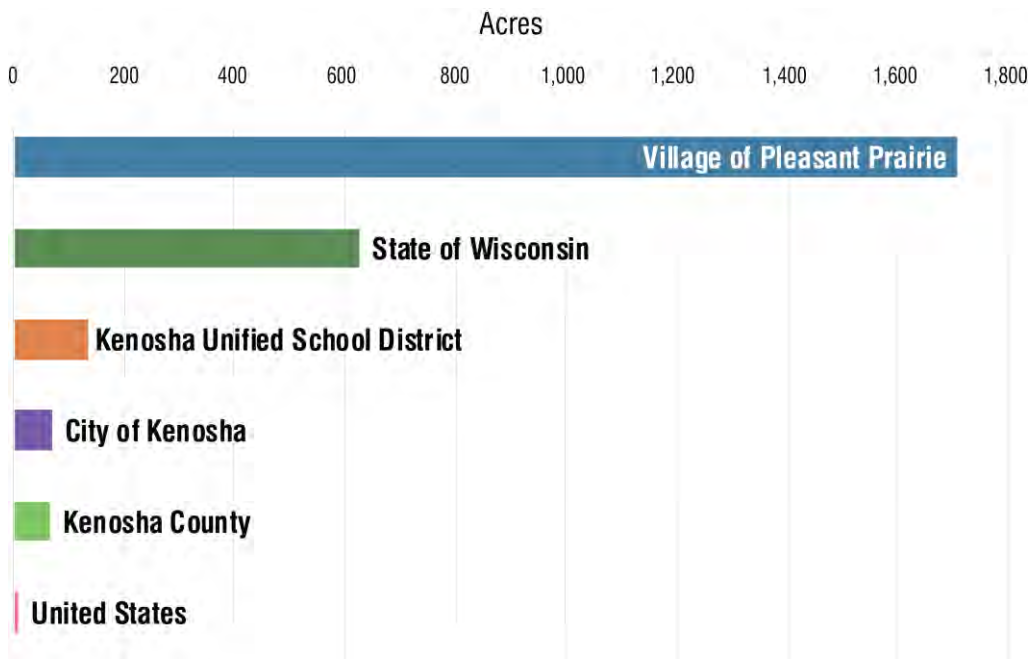 Acres
0 200 400 600 800 1,000 1,200 1,400 1,600 1,800
Village of Pleasant Prairie
State of Wisconsin
Kenosha Unified School District
City of Kenosha
Kenosha County
United States